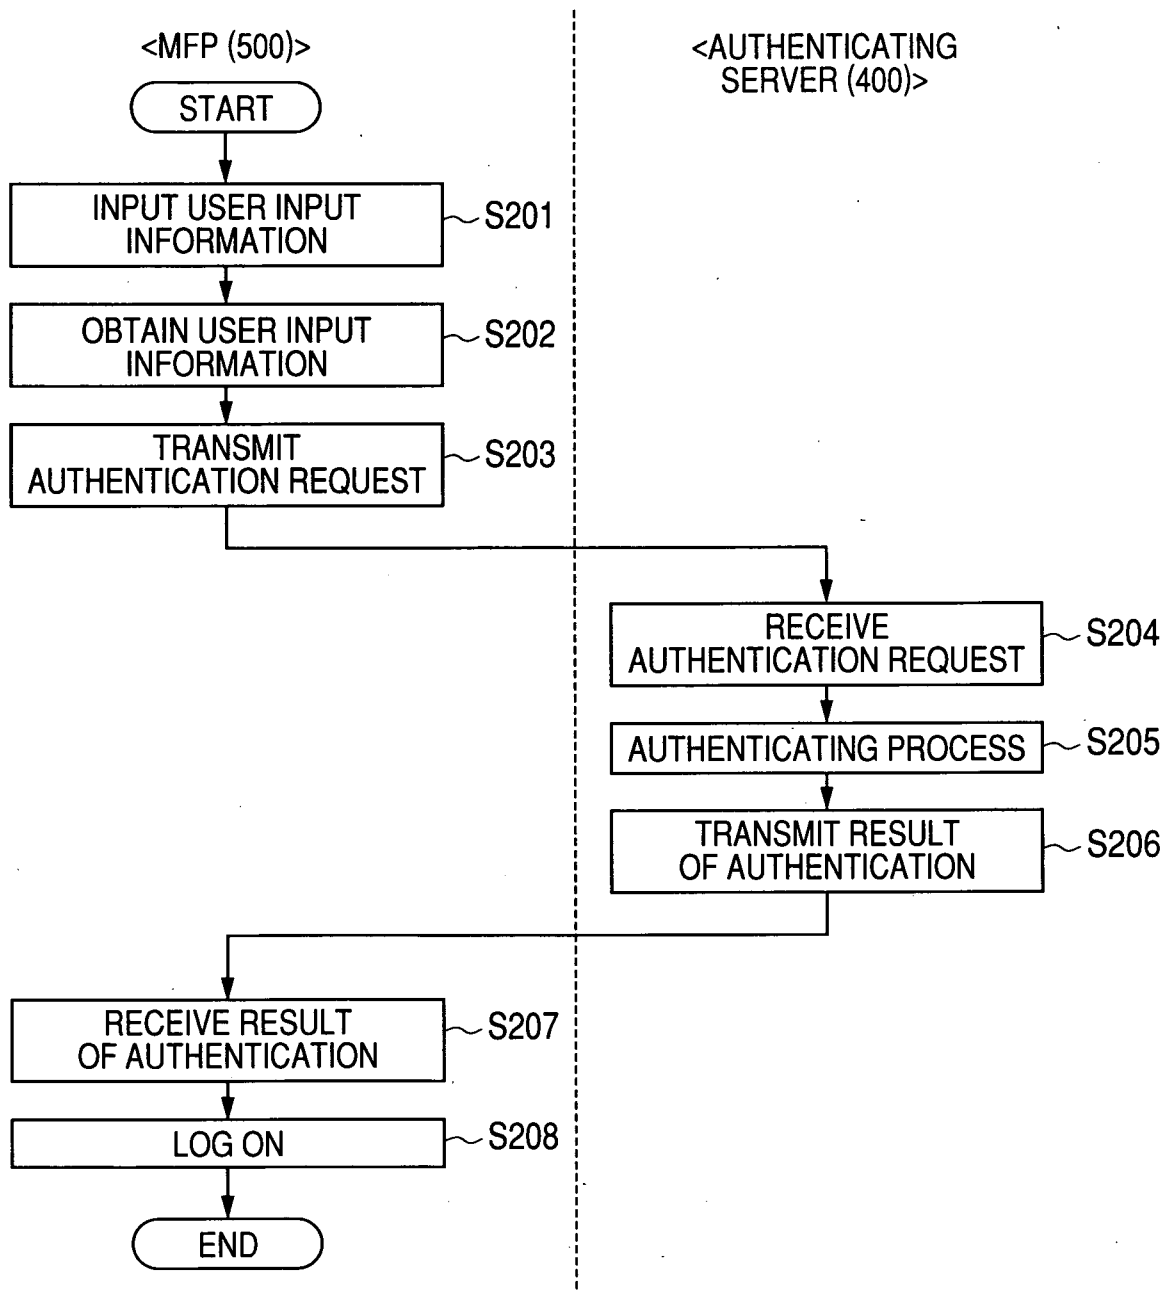 <MFP (500)>
<AUTHENTICATING
SERVER (400)>
START
INPUT USER INPUT
INFORMATION
S201
OBTAIN USER INPUT
INFORMATION
S202
TRANSMIT
AUTHENTICATION REQUEST
S203
RECEIVE
AUTHENTICATION REQUEST
S204
AUTHENTICATING PROCESS
S205
TRANSMIT RESULT
OF AUTHENTICATION
S206
RECEIVE RESULT
OF AUTHENTICATION
S207
LOG ON
S208
END